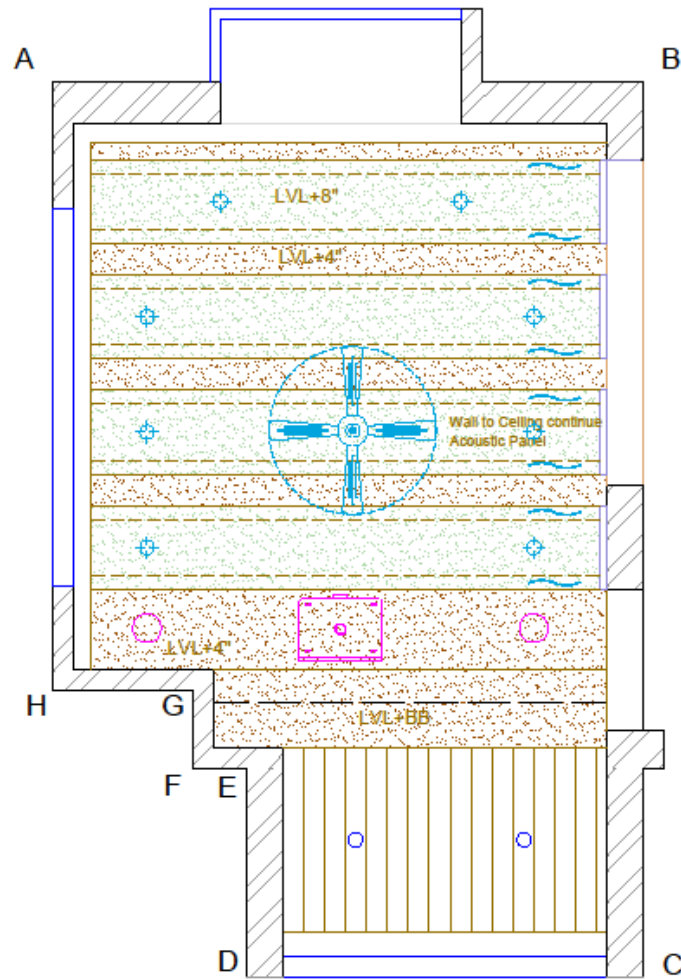 A
B
LVL+8"
LVL+4"
Wall to Ceiling continue
Acoustic Panel
LVL+4"
H
G
LVL+BB
F
E
D
C